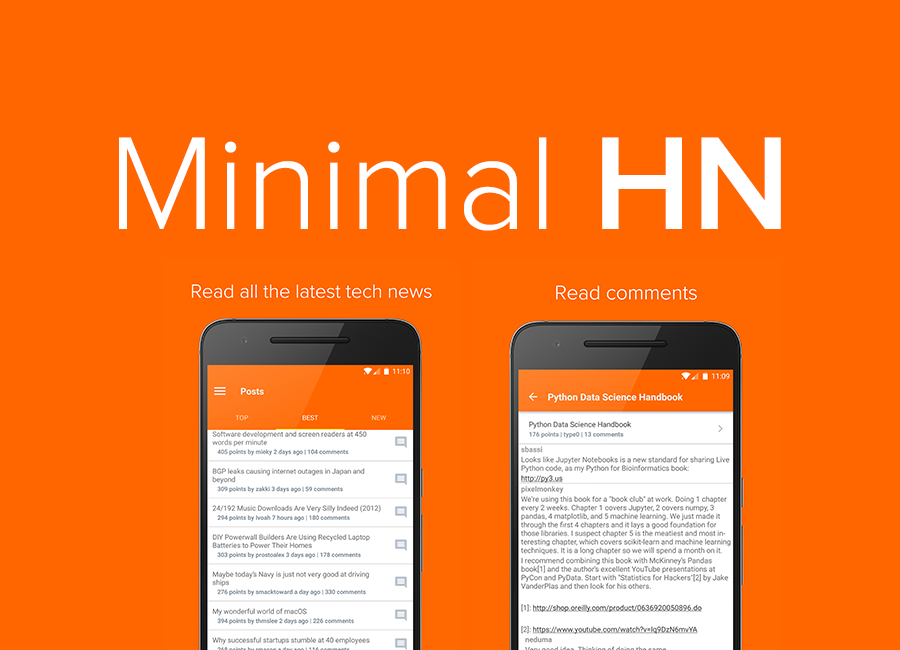 Minimal HN
Read all the latest tech news
11:10
Posts
TOP BEST NEW
Software development and screen readers at 450
words per minute
405 points by mieky 2 days ago | 104 comments
BGP leaks causing internet outages in Japan and
beyond
309 points by zakki 3 days ago | 59 comments
24/192 Music Downloads Are Very Silly Indeed (2012)
294 points by Ivoah 7 hours ago | 180 comments
DIY Powerwall Builders Are Using Recycled Laptop
Batteries to Power Their Homes
303 points by prostoalex 3 days ago | 178 comments
Maybe today's Navy is just not very good at driving
ships
276 points by smacktoward a day ago | 330 comments
My wonderful world of macOS
394 points by thmslee 2 days ago | 226 comments
Why successful startups stumble at 40 employees
Read comments
11:09
Python Data Science Handbook
Python Data Science Handbook
176 points | type0 | 13 comments
sbassi
Looks like Jupyter Notebooks is a new standard for sharing Live
Python code, as my Python for Bioinformatics book:
http://py3.us
pixelmonkey
We're using this book for a "book club" at work. Doing 1 chapter
every 2 weeks. Chapter 1 covers Jupyter, 2 covers numpy, 3
pandas, 4 matplotlib, and 5 machine learning. We just made it
through the first 4 chapters and it lays a good foundation for
those libraries. I suspect chapter 5 is the meatiest and most in-
teresting chapter, which covers scikit-learn and machine learning
techniques. It is a long chapter so we will spend a month on it.
I recommend combining this book with McKinney's Pandas
book[1] and the author's excellent YouTube presentations at
PyCon and PyData. Start with "Statistics for Hackers"[2] by Jake
VanderPlas and then look for his others.
[1]: http://shop.oreilly.com/product/0636920050896.do
[2]: https://www.youtube.com/watch?v=Iq9DzN6mvYA
neduma
Very good idea. Thinking of doing the same